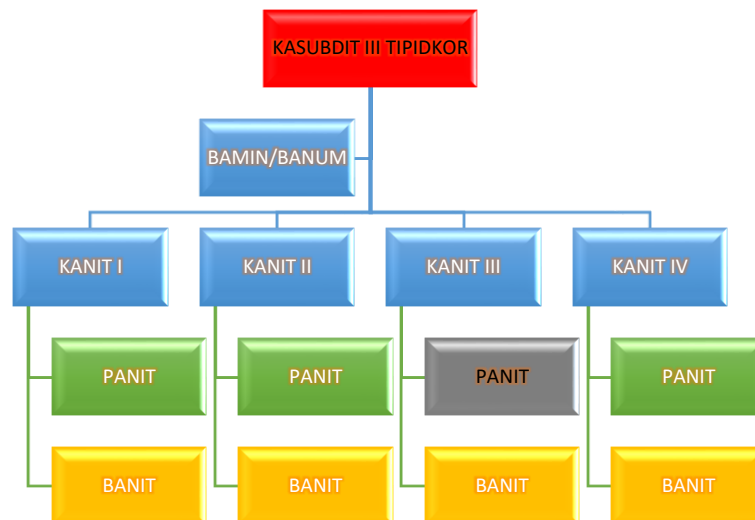 KASUBDIT III TIPIDKOR
BAMIN/BANUM
KANIT I
KANIT II
KANIT III
KANIT IV
PANIT
PANIT
PANIT
PANIT
BANIT
BANIT
BANIT
BANIT